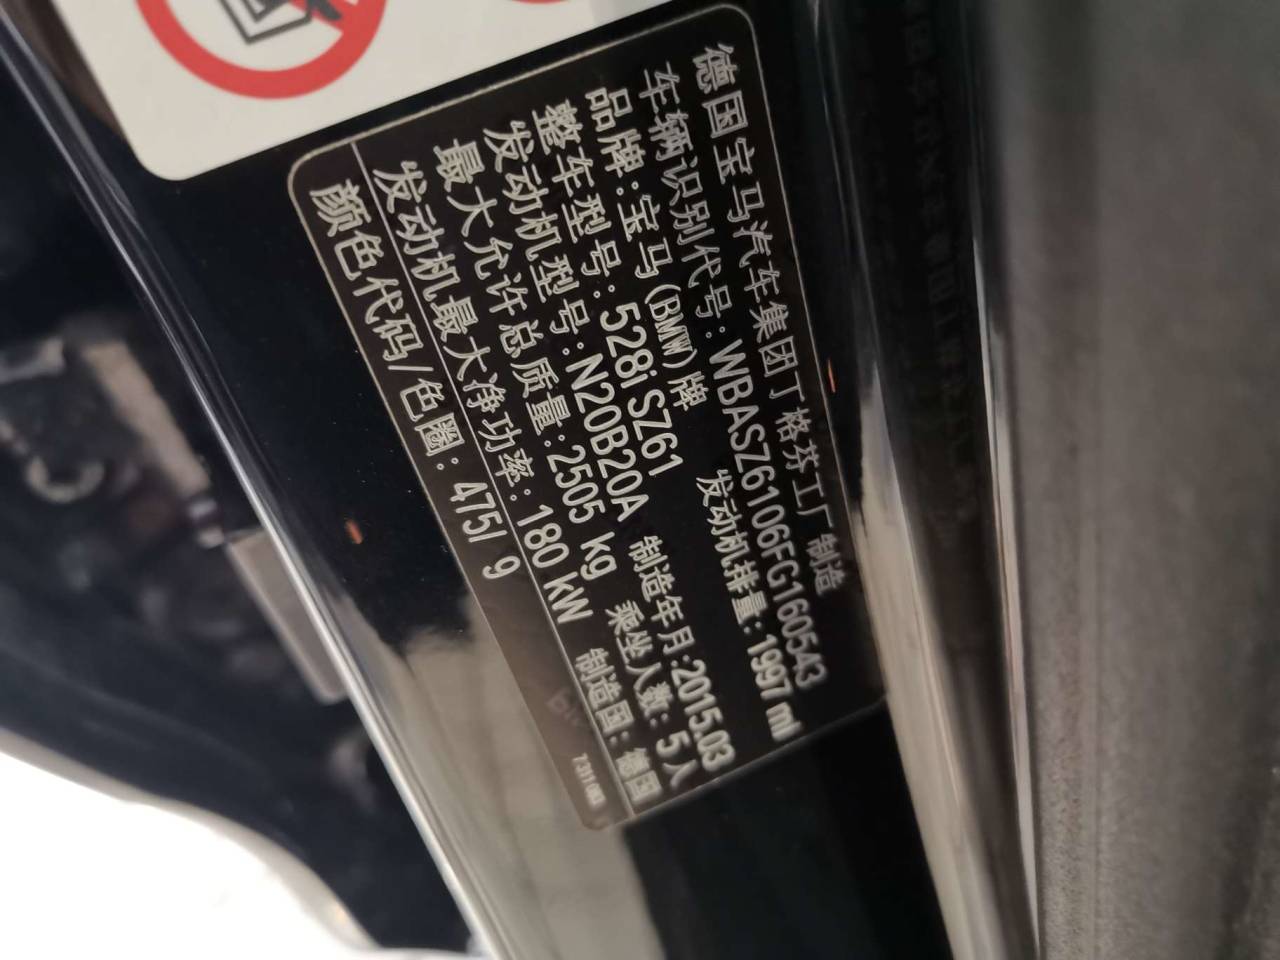 德国宝马汽车集团丁格芬工厂制造
车辆识别代号:WBASZ6106FG160543
品牌:宝马(BMW)牌 发动机排量:1997 ml
整车型号:528i SZ61
发动机型号:N20B20A 制造年月:2015.03
最大允许总质量:2505 kg 乘坐人数:5人
发动机最大净功率:180 kW 制造国:德国
颜色代码/色圈:475/ 9